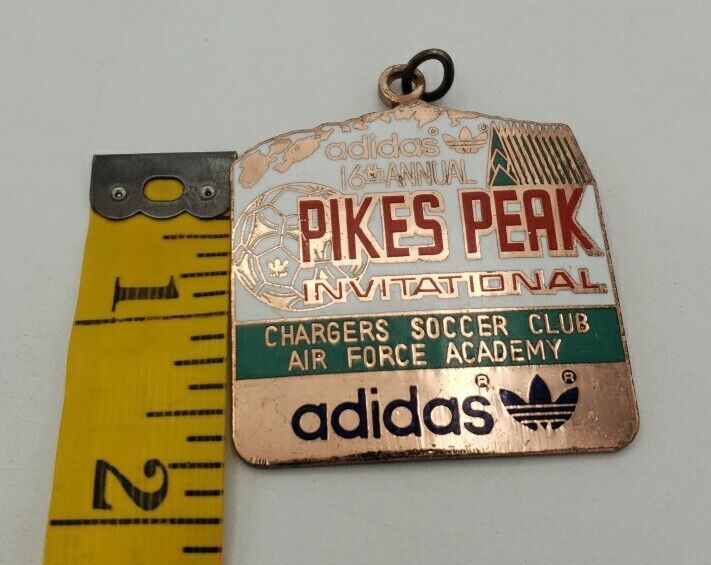 adidas®
16th ANNUAL
PIKES PEAK
INVITATIONAL
CHARGERS SOCCER CLUB
AIR FORCE ACADEMY
adidas®
1
2